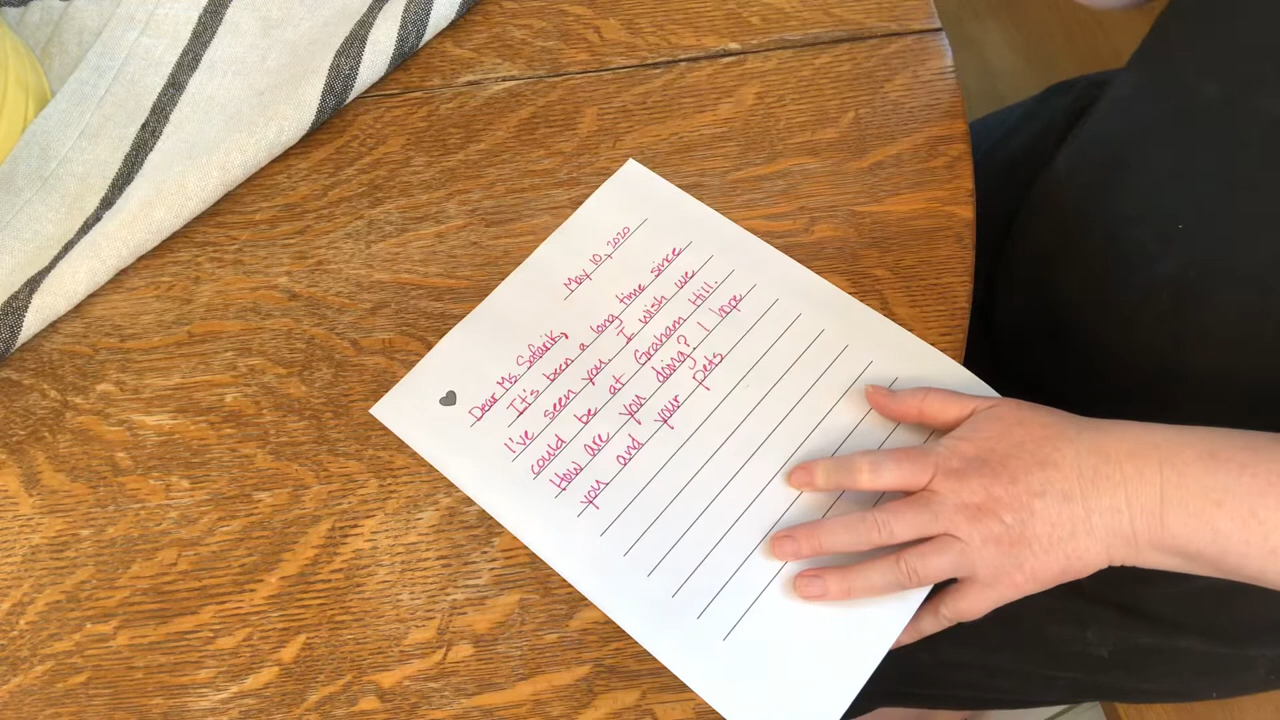 May 10, 2020
Dear Ms. Safarik,
It's been a long time since
I've seen you. I wish we
could be at Graham Hill.
How are you doing? I hope
you and your pets